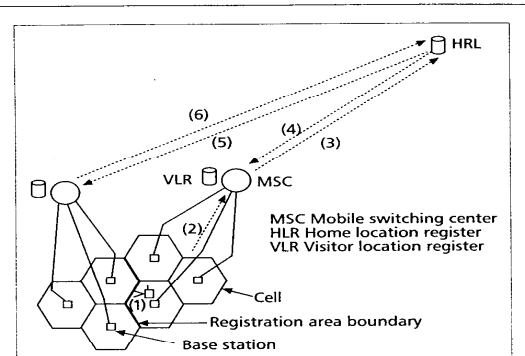 HRL
(6)
(4)
(5)
(3)
VLR
MSC
(2)
MSC Mobile switching center
HLR Home location register
VLR Visitor location register
(1)
Cell
Registration area boundary
Base station